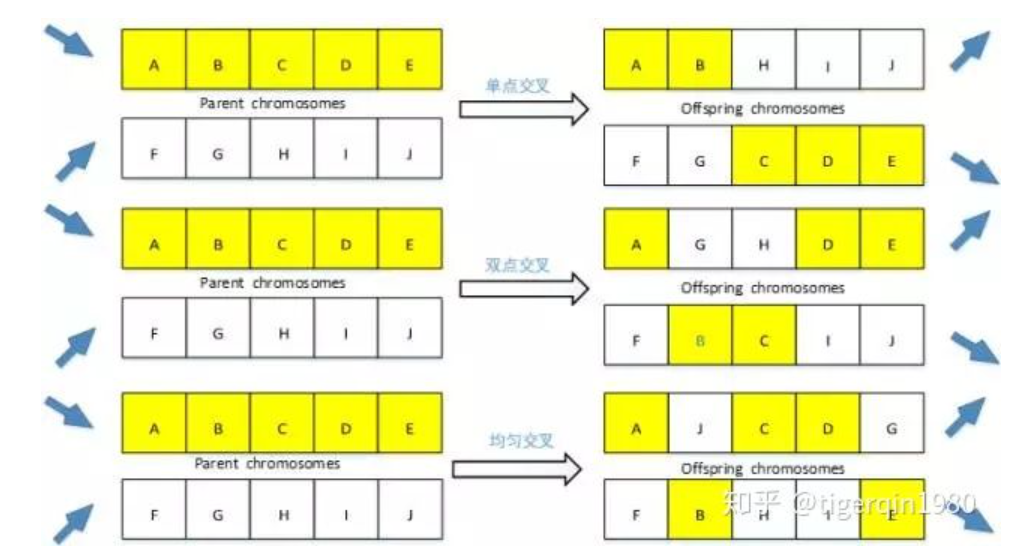 A B C D E
Parent chromosomes
F G H I J
单点交叉
A B H I J
Offspring chromosomes
F G C D E
A B C D E
Parent chromosomes
F G H I J
双点交叉
A G H D E
Offspring chromosomes
F B C I J
A B C D E
Parent chromosomes
F G H I J
均匀交叉
A J C D G
Offspring chromosomes
F B H I E
知乎 @tigerqin1980